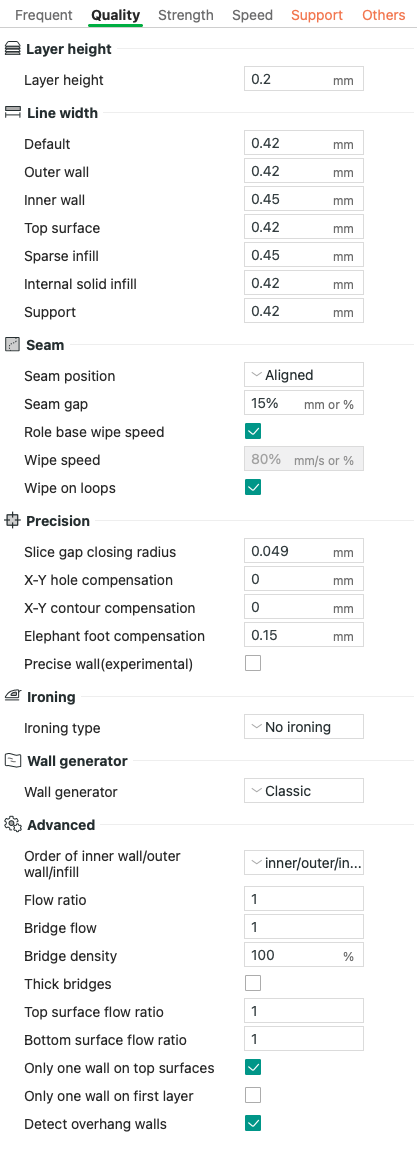 Frequent Quality Strength Speed Support Others
Layer height
Layer height 0.2 mm
Line width
Default 0.42 mm
Outer wall 0.42 mm
Inner wall 0.45 mm
Top surface 0.42 mm
Sparse infill 0.45 mm
Internal solid infill 0.42 mm
Support 0.42 mm
Seam
Seam position Aligned
Seam gap 15% mm or %
Role base wipe speed
Wipe speed 80% mm/s or %
Wipe on loops
Precision
Slice gap closing radius 0.049 mm
X-Y hole compensation 0 mm
X-Y contour compensation 0 mm
Elephant foot compensation 0.15 mm
Precise wall(experimental)
Ironing
Ironing type No ironing
Wall generator
Wall generator Classic
Advanced
Order of inner wall/outer
wall/infill inner/outer/in...
Flow ratio 1
Bridge flow 1
Bridge density 100 %
Thick bridges
Top surface flow ratio 1
Bottom surface flow ratio 1
Only one wall on top surfaces
Only one wall on first layer
Detect overhang walls